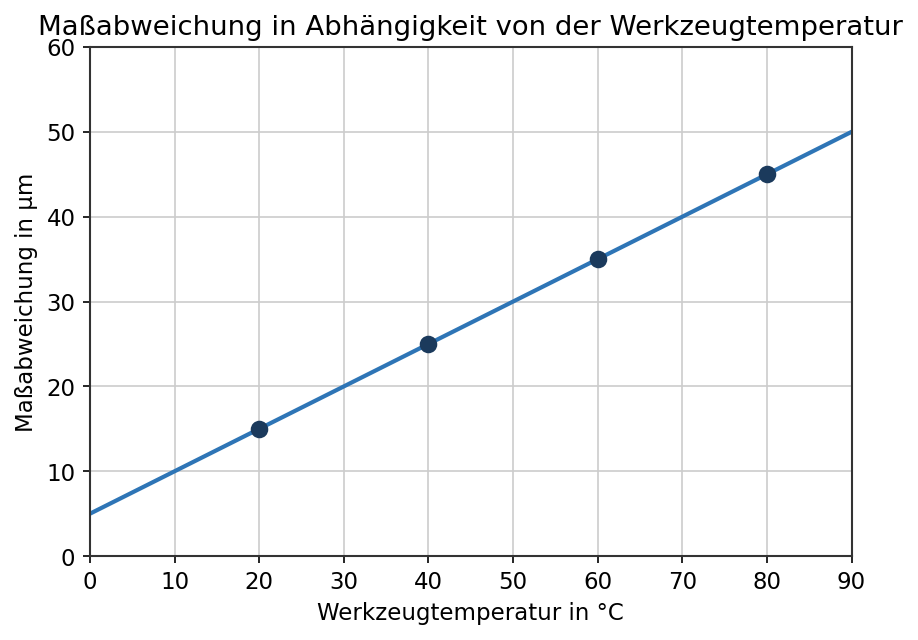 Maßabweichung in Abhängigkeit von der Werkzeugtemperatur
60
50
40
30
20
10
0
Maßabweichung in µm
0 10 20 30 40 50 60 70 80 90
Werkzeugtemperatur in °C